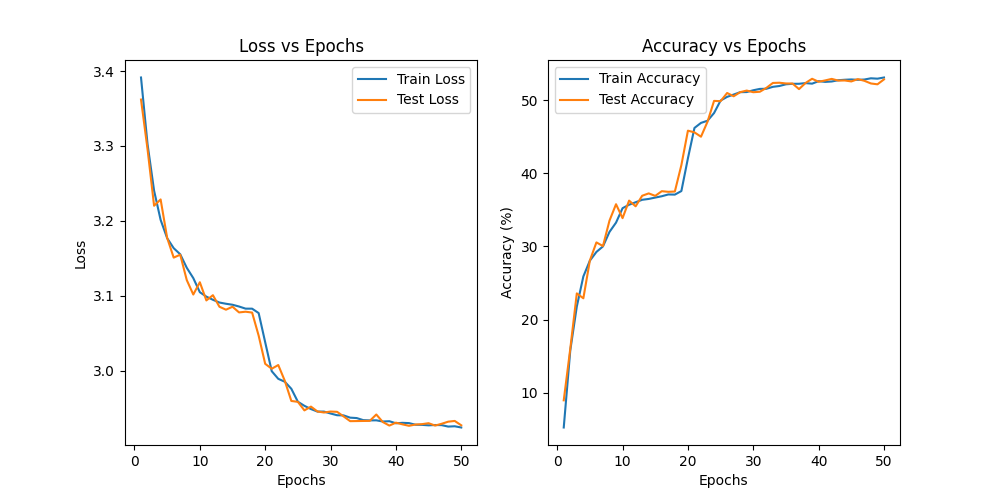 Loss vs Epochs
3.4
3.3
3.2
3.1
3.0
Loss
0 10 20 30 40 50
Epochs
Train Loss
Test Loss
Accuracy vs Epochs
50
40
30
20
10
Accuracy (%)
0 10 20 30 40 50
Epochs
Train Accuracy
Test Accuracy